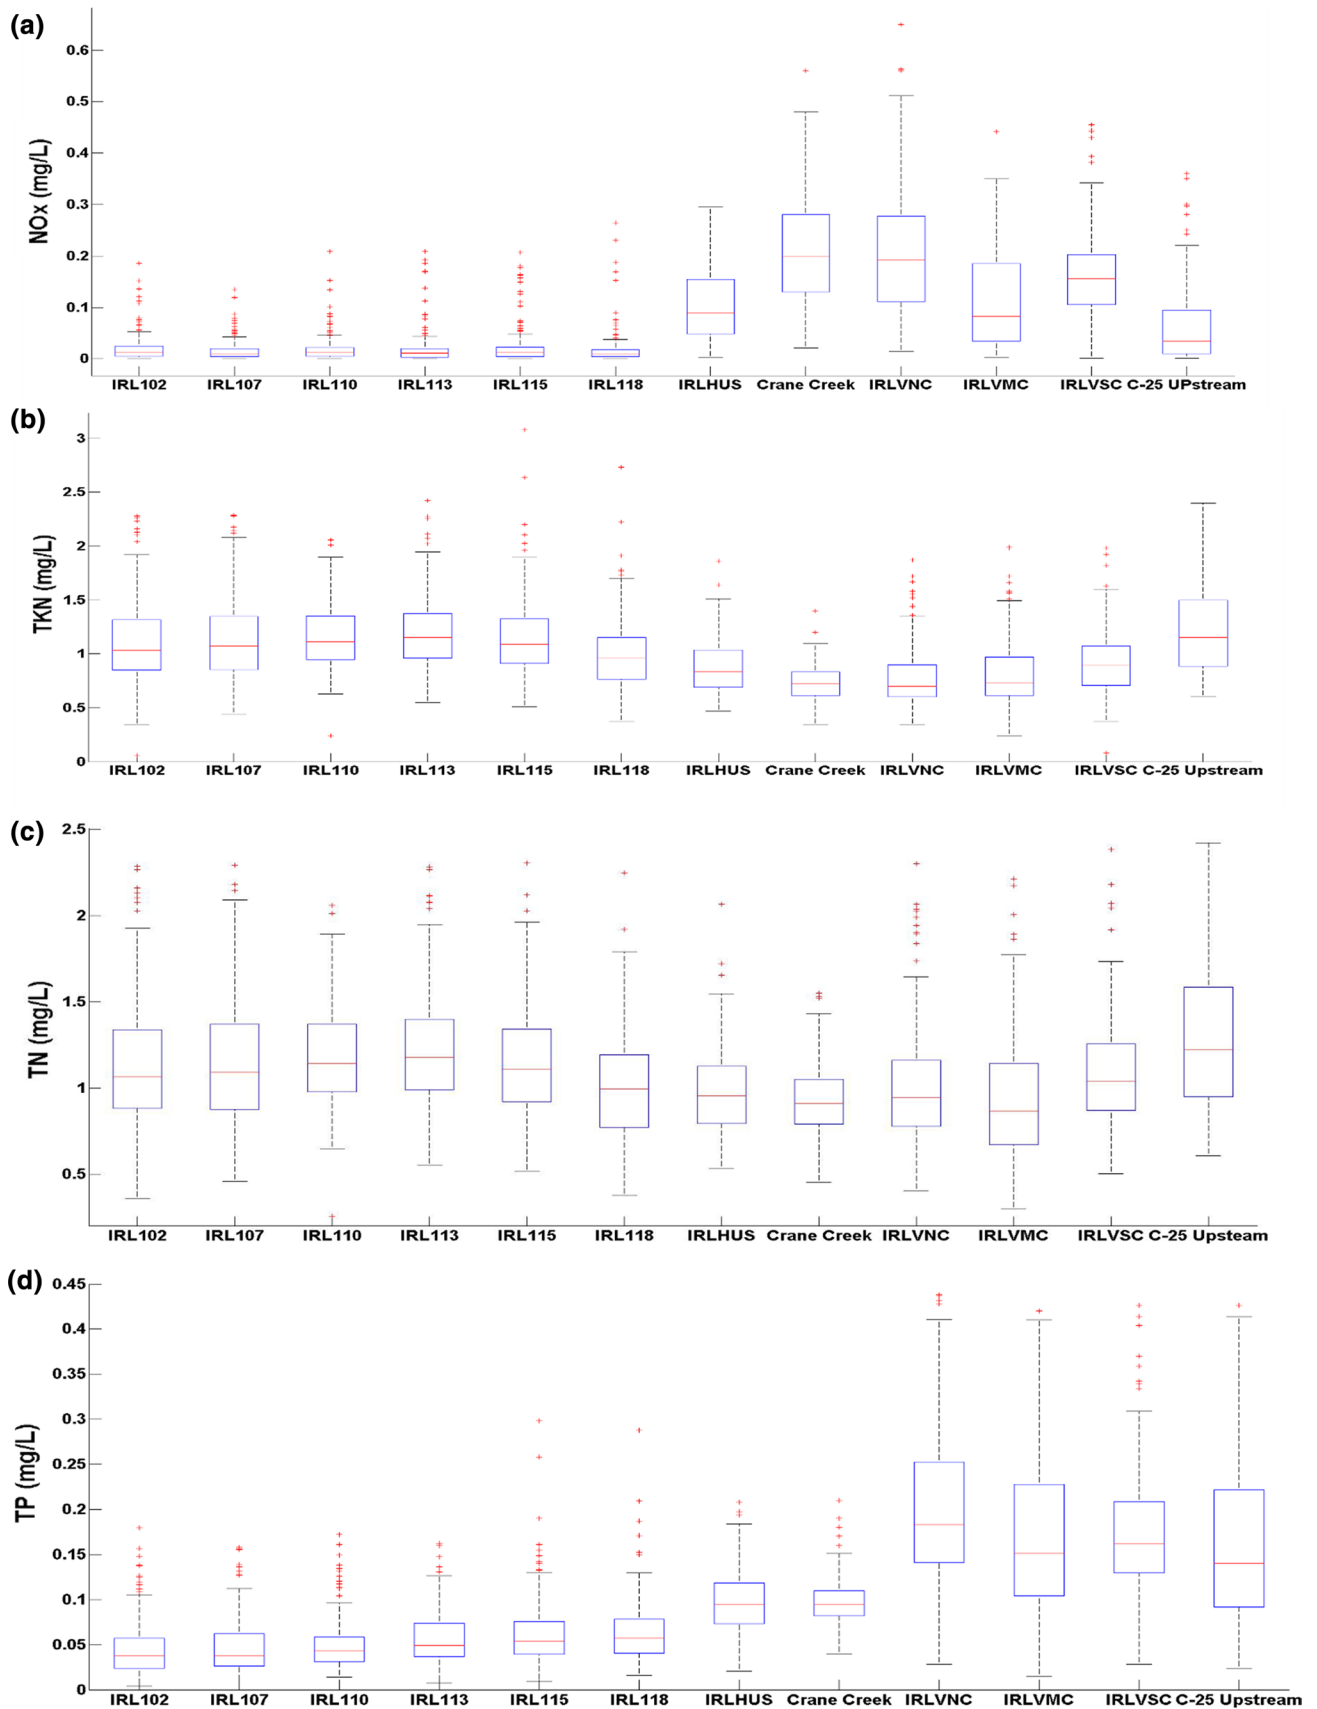 (a)
NOx (mg/L)
0.6
0.5
0.4
0.3
0.2
0.1
0
IRL102 IRL107 IRL110 IRL113 IRL115 IRL118 IRLHUS Crane Creek IRLVNC IRLVMC IRLVSC C-25 UPstream
(b)
TKN (mg/L)
3
2.5
2
1.5
1
0.5
0
IRL102 IRL107 IRL110 IRL113 IRL115 IRL118 IRLHUS Crane Creek IRLVNC IRLVMC IRLVSC C-25 Upstream
(c)
TN (mg/L)
2.5
2
1.5
1
0.5
IRL102 IRL107 IRL110 IRL113 IRL115 IRL118 IRLHUS Crane Creek IRLVNC IRLVMC IRLVSC C-25 Upsteam
(d)
TP (mg/L)
0.45
0.4
0.35
0.3
0.25
0.2
0.15
0.1
0.05
0
IRL102 IRL107 IRL110 IRL113 IRL115 IRL118 IRLHUS Crane Creek IRLVNC IRLVMC IRLVSC C-25 Upstream